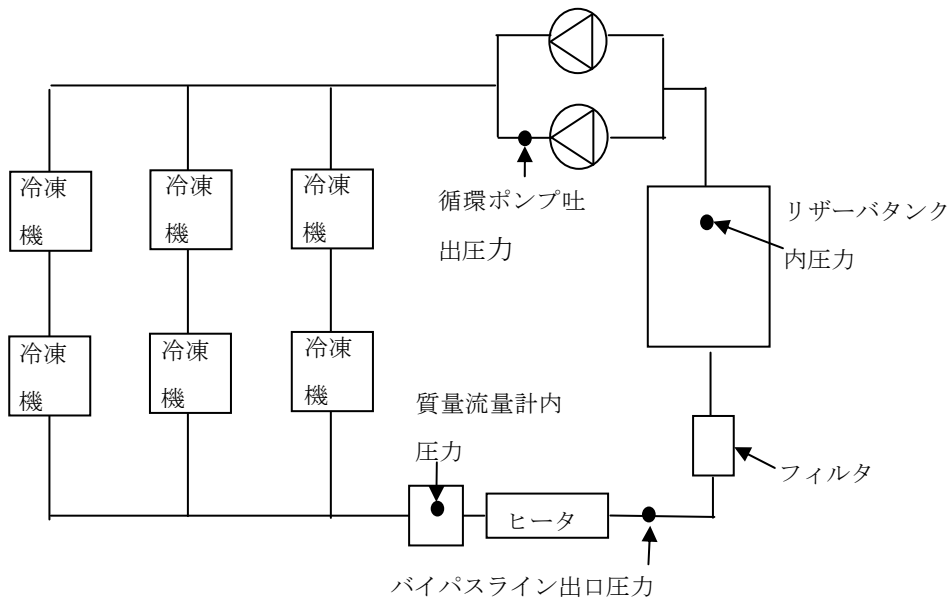 循環ポンプ吐
出圧力
リザーバタンク
内圧力
冷凍
機
冷凍
機
冷凍
機
冷凍
機
冷凍
機
冷凍
機
質量流量計内
圧力
ヒータ
フィルタ
バイパスライン出口圧力